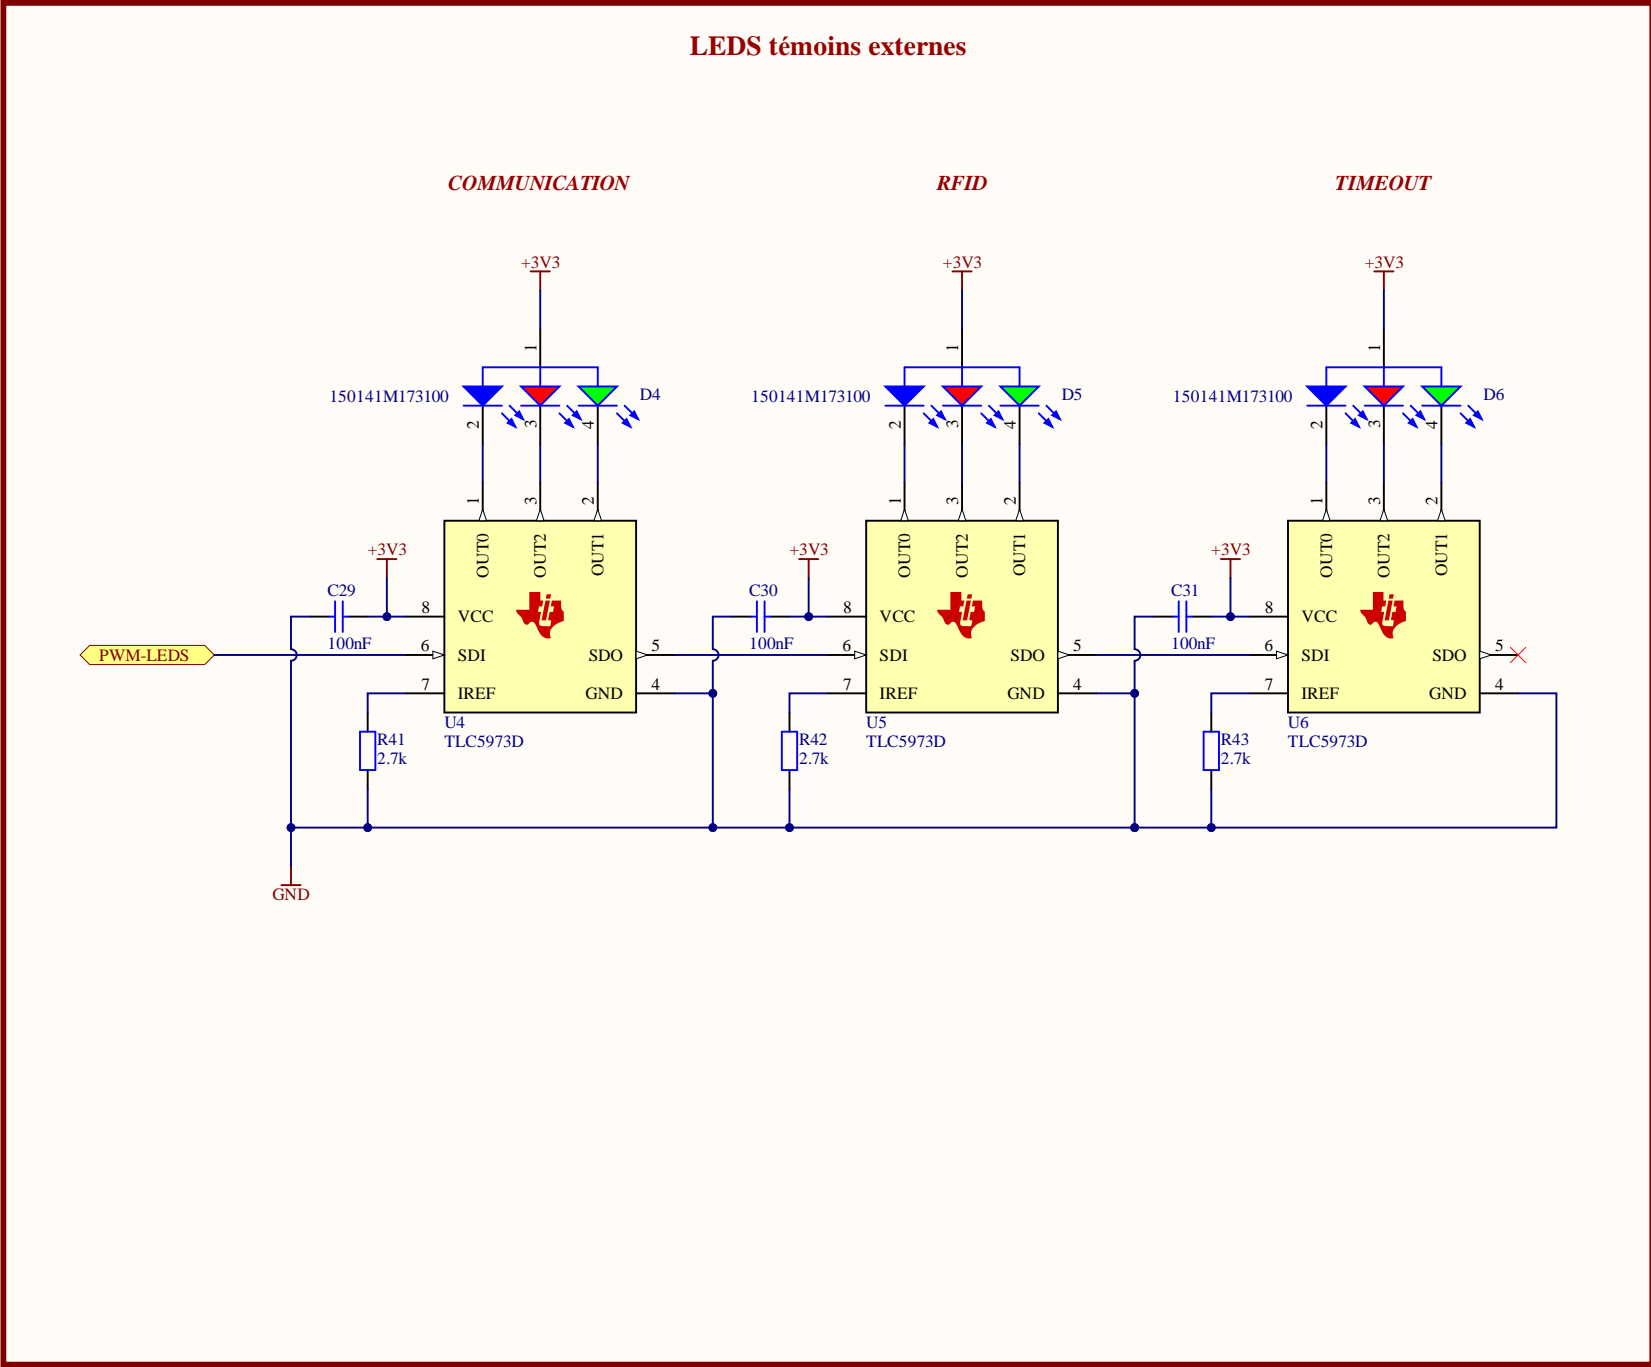 LEDS témoins externes
COMMUNICATION
RFID
TIMEOUT
+3V3
+3V3
+3V3
1
1
1
150141M173100
D4
150141M173100
D5
150141M173100
D6
2
3
4
2
3
4
2
3
4
1
3
2
1
3
2
1
3
2
OUT0
OUT2
OUT1
OUT0
OUT2
OUT1
OUT0
OUT2
OUT1
+3V3
+3V3
+3V3
C29
C30
C31
8
VCC
8
VCC
8
VCC
100nF
100nF
100nF
PWM-LEDS
6
SDI
SDO
5
6
SDI
SDO
5
6
SDI
SDO
5
7
IREF
GND
4
7
IREF
GND
4
7
IREF
GND
4
U4
U5
U6
TLC5973D
TLC5973D
TLC5973D
R41
2.7k
R42
2.7k
R43
2.7k
GND